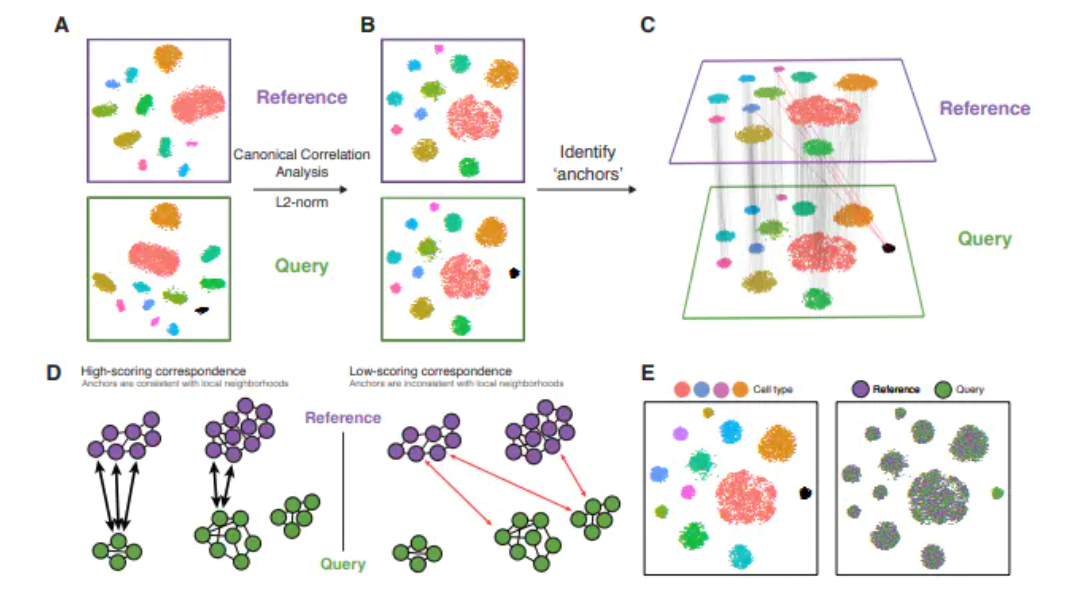 A
B
C
Reference
Canonical Correlation
Analysis
L2-norm
Query
Identify
‘anchors’
Reference
Query
D
High-scoring correspondence
Anchors are consistent with local neighborhoods
Low-scoring correspondence
Anchors are inconsistent with local neighborhoods
Reference
Query
E
Cell type
Reference
Query